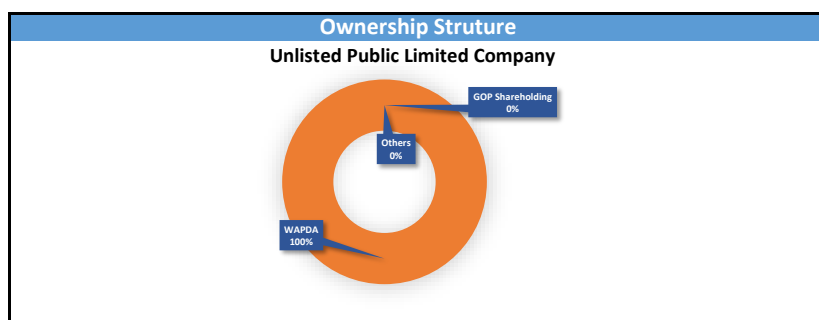 Ownership Struture
Unlisted Public Limited Company
GOP Shareholding
0%
Others
0%
WAPDA
100%